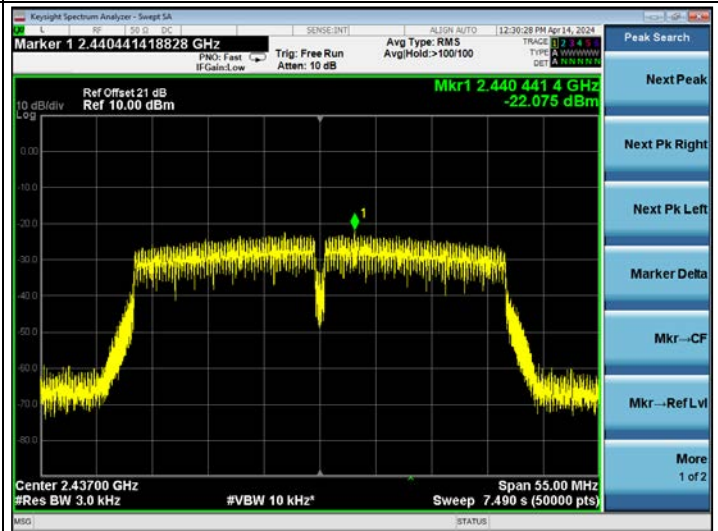 Keysight Spectrum Analyzer - Swept SA
L RF 50 Ω DC SENSE:INT ALIGN AUTO 12:30:28 PM Apr 14, 2024
Marker 1 2.440441418828 GHz
PNO: Fast
IFGain:Low
Trig: Free Run
Atten: 10 dB
Avg Type: RMS
Avg|Hold:>100/100
TRACE 1 2 3 4 5 6
TYPE A WWWWW
DET A N N N N N
Peak Search
Mkr1 2.440 441 4 GHz
-22.075 dBm
Ref Offset 21 dB
10 dB/div Ref 10.00 dBm
Log
0.00
-10.0
-20.0
-30.0
-40.0
-50.0
-60.0
-70.0
-80.0
1
Center 2.43700 GHz Span 55.00 MHz
#Res BW 3.0 kHz #VBW 10 kHz* Sweep 7.490 s (50000 pts)
MSG STATUS
Next Peak
Next Pk Right
Next Pk Left
Marker Delta
Mkr→CF
Mkr→Ref Lvl
More
1 of 2